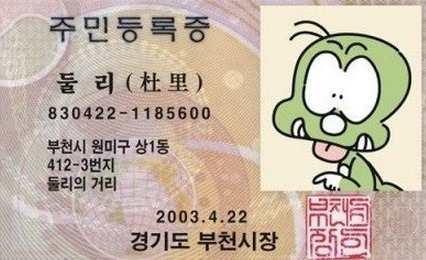 주민등록증
둘 리 (杜里)
830422-1185600
부천시 원미구 상1동
412-3번지
둘리의 거리
2003.4.22
경기도 부천시장